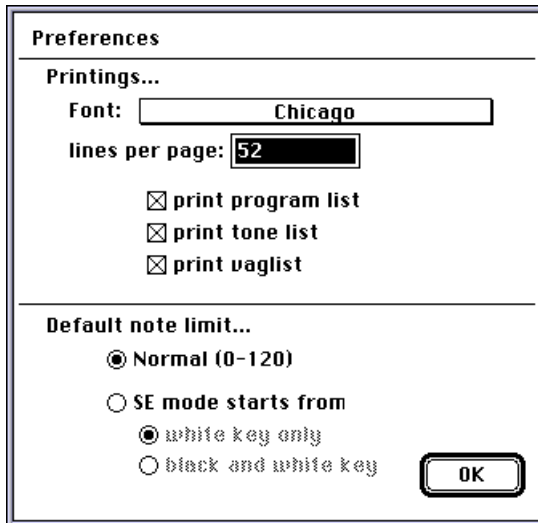 Preferences
Printings...
Font: Chicago
lines per page: 52
print program list
print tone list
print vaglist
Default note limit...
Normal (0-120)
SE mode starts from
white key only
black and white key
OK